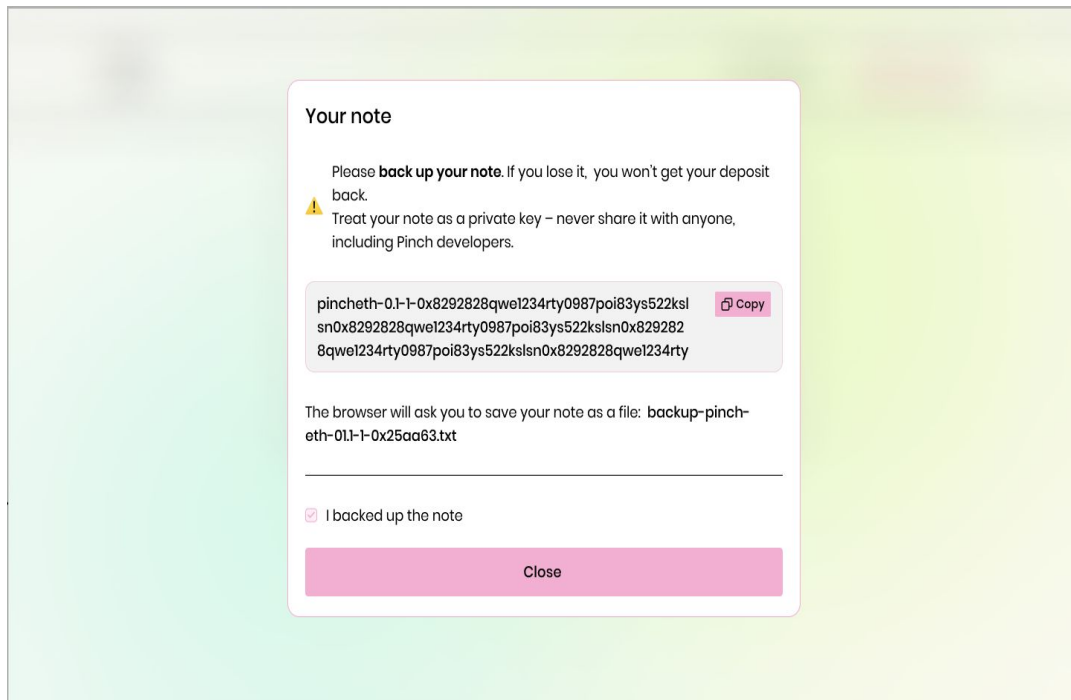 Your note
Please back up your note. If you lose it, you won't get your deposit
back.
Treat your note as a private key – never share it with anyone,
including Pinch developers.
pincheth-0.1-1-0x8292828qwe1234rty0987poi83ys522ksl
sn0x8292828qwe1234rty0987poi83ys522kslsn0x829282
8qwe1234rty0987poi83ys522kslsn0x8292828qwe1234rty
Copy
The browser will ask you to save your note as a file: backup-pinch-
eth-01.1-1-0x25aa63.txt
I backed up the note
Close